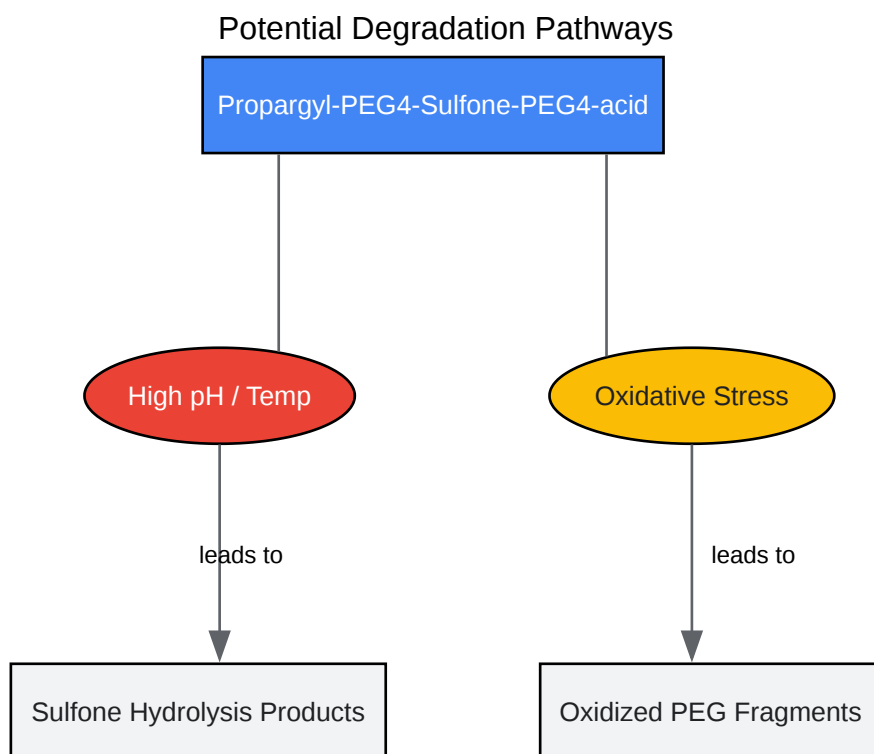 Potential Degradation Pathways
Propargyl-PEG4-Sulfone-PEG4-acid
High pH / Temp
Oxidative Stress
leads to
leads to
Sulfone Hydrolysis Products
Oxidized PEG Fragments